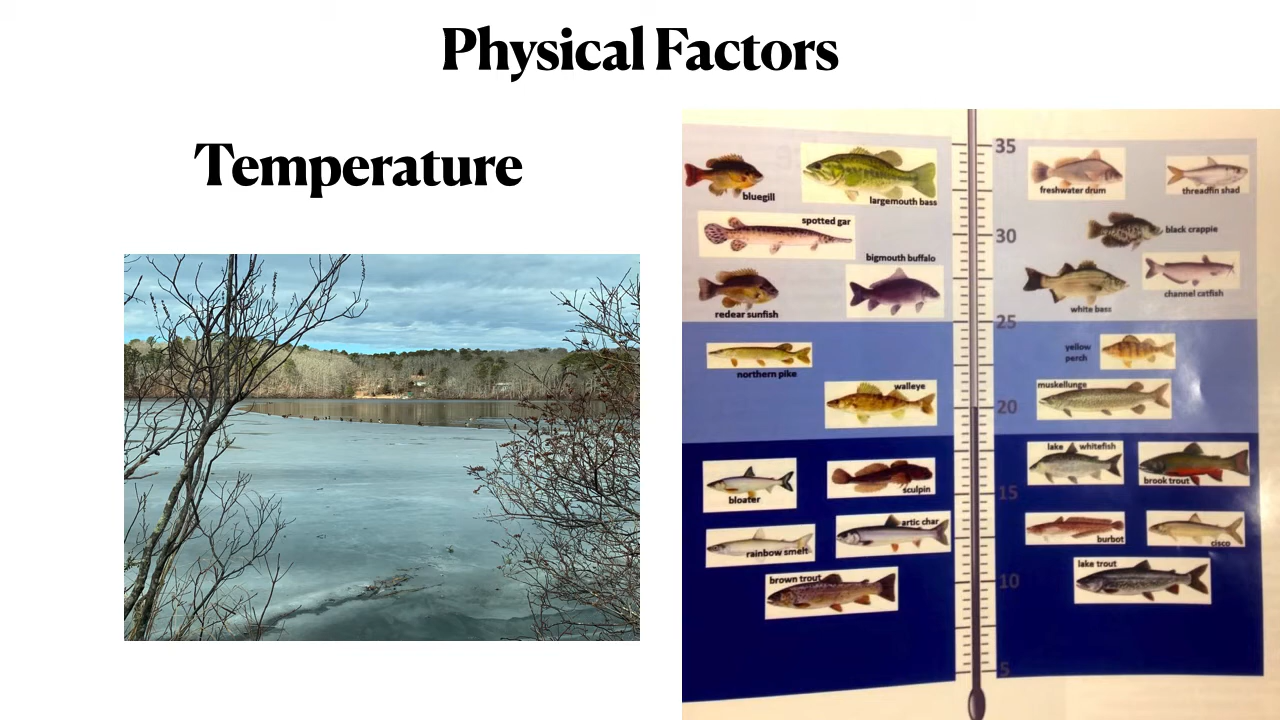 Physical Factors
Temperature
bluegill
largemouth bass
spotted gar
bigmouth buffalo
redear sunfish
northern pike
walleye
bloater
sculpin
artic char
rainbow smelt
brown trout
35
30
25
20
15
10
5
freshwater drum
threadfin shad
black crappie
channel catfish
white bass
yellow
perch
muskellunge
lake whitefish
brook trout
burbot
cisco
lake trout